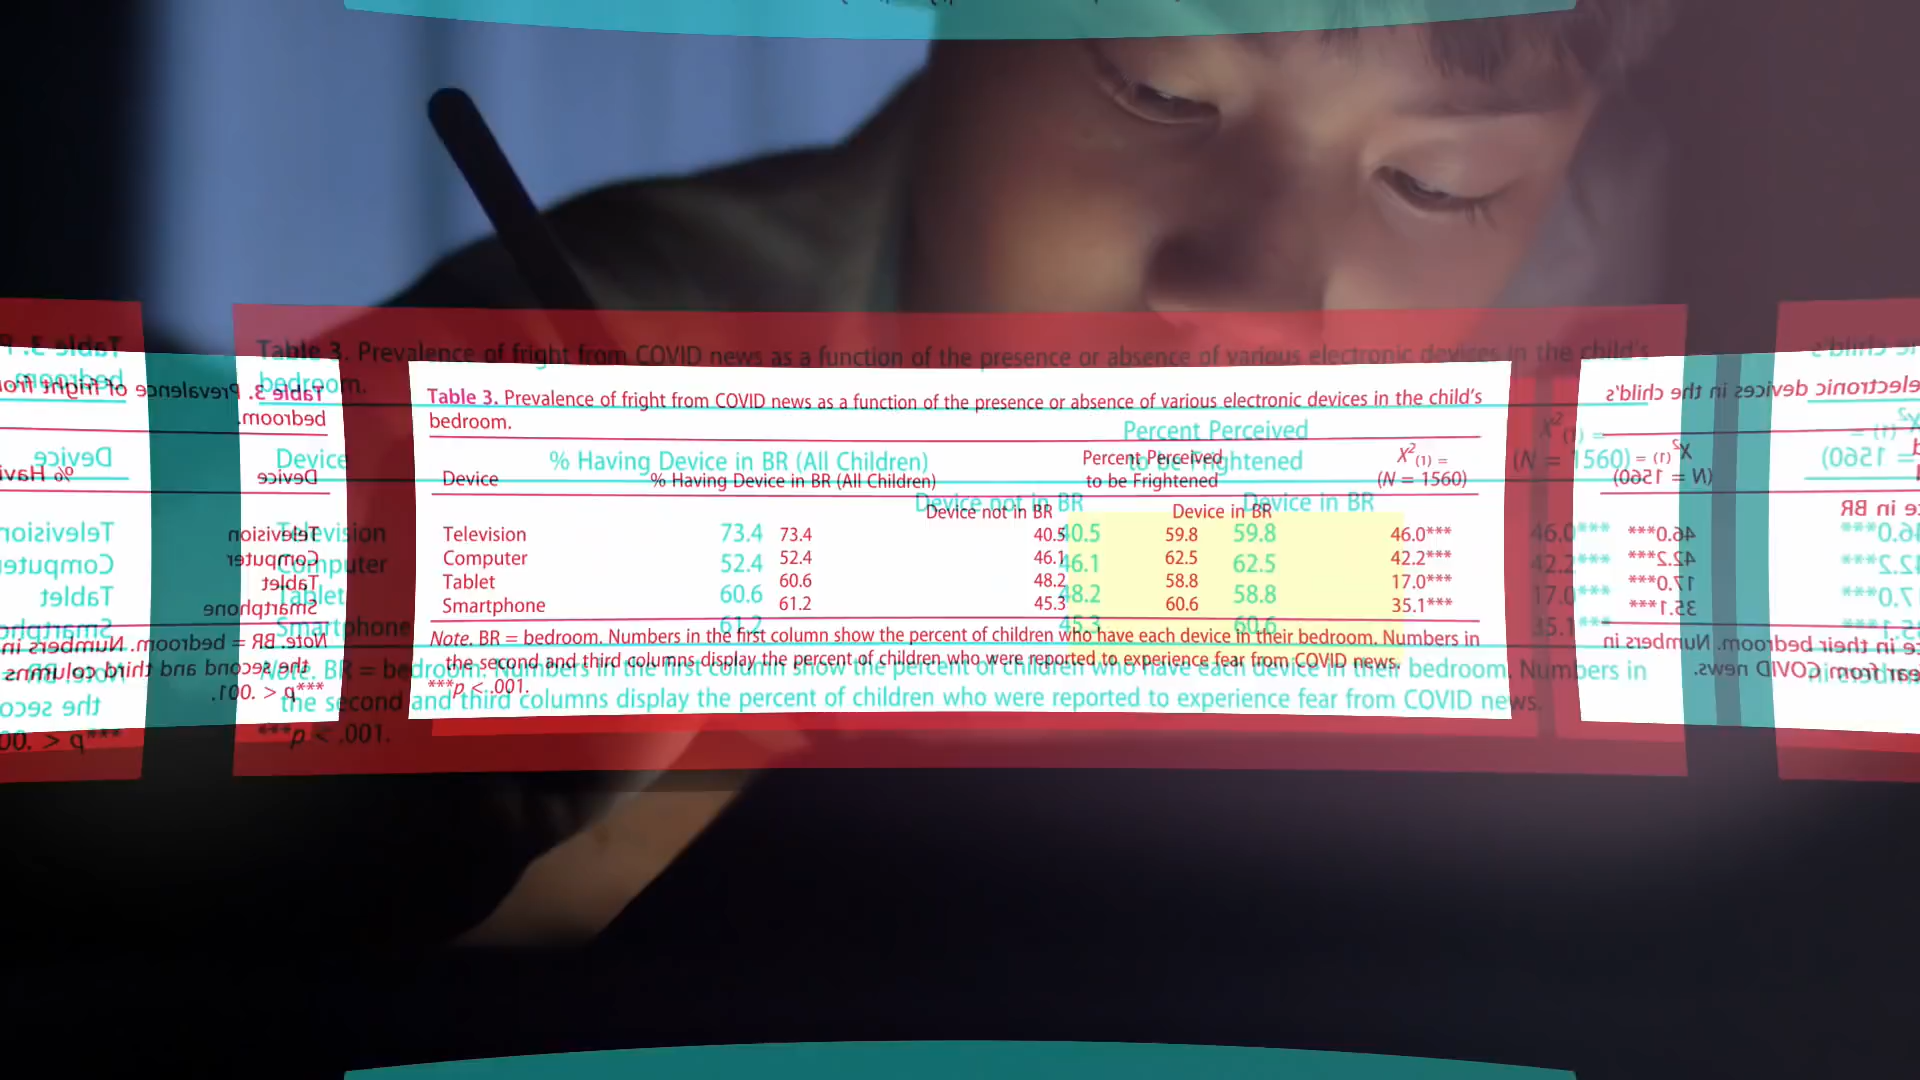 Table 3. Prevalence of fright from COVID news as a function of the presence or absence of various electronic devices in the child's
bedroom.
Device % Having Device in BR (All Children) Percent Perceived to be Frightened X²(1) = (N = 1560)
Device not in BR Device in BR
Television 73.4 40.5 59.8 46.0***
Computer 52.4 46.1 62.5 42.2***
Tablet 60.6 48.2 58.8 17.0***
Smartphone 61.2 45.3 60.6 35.1***
Note. BR = bedroom. Numbers in the first column show the percent of children who have each device in their bedroom. Numbers in
the second and third columns display the percent of children who were reported to experience fear from COVID news.
***p < .001.